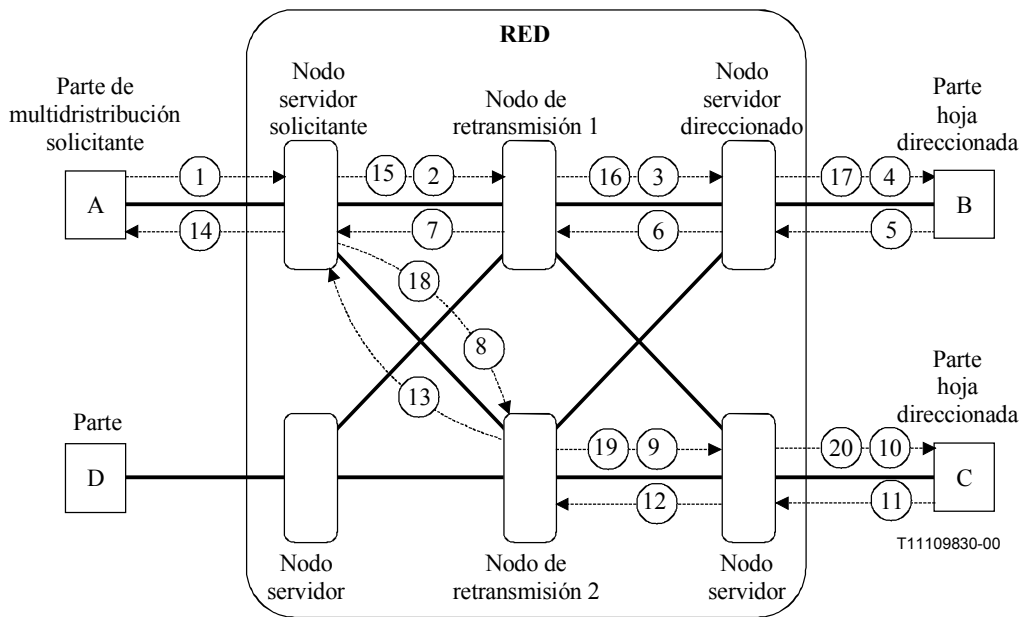 RED
Parte de
multidistribución
solicitante
Nodo
servidor
solicitante
Nodo de
retransmisión 1
Nodo
servidor
direccionado
Parte
hoja
direccionada
1
15
2
16
3
17
4
A
B
14
7
6
5
18
8
13
Parte
hoja
direccionada
Parte
D
19
9
20
10
C
12
11
T11109830-00
Nodo
servidor
Nodo de
retransmisión 2
Nodo
servidor